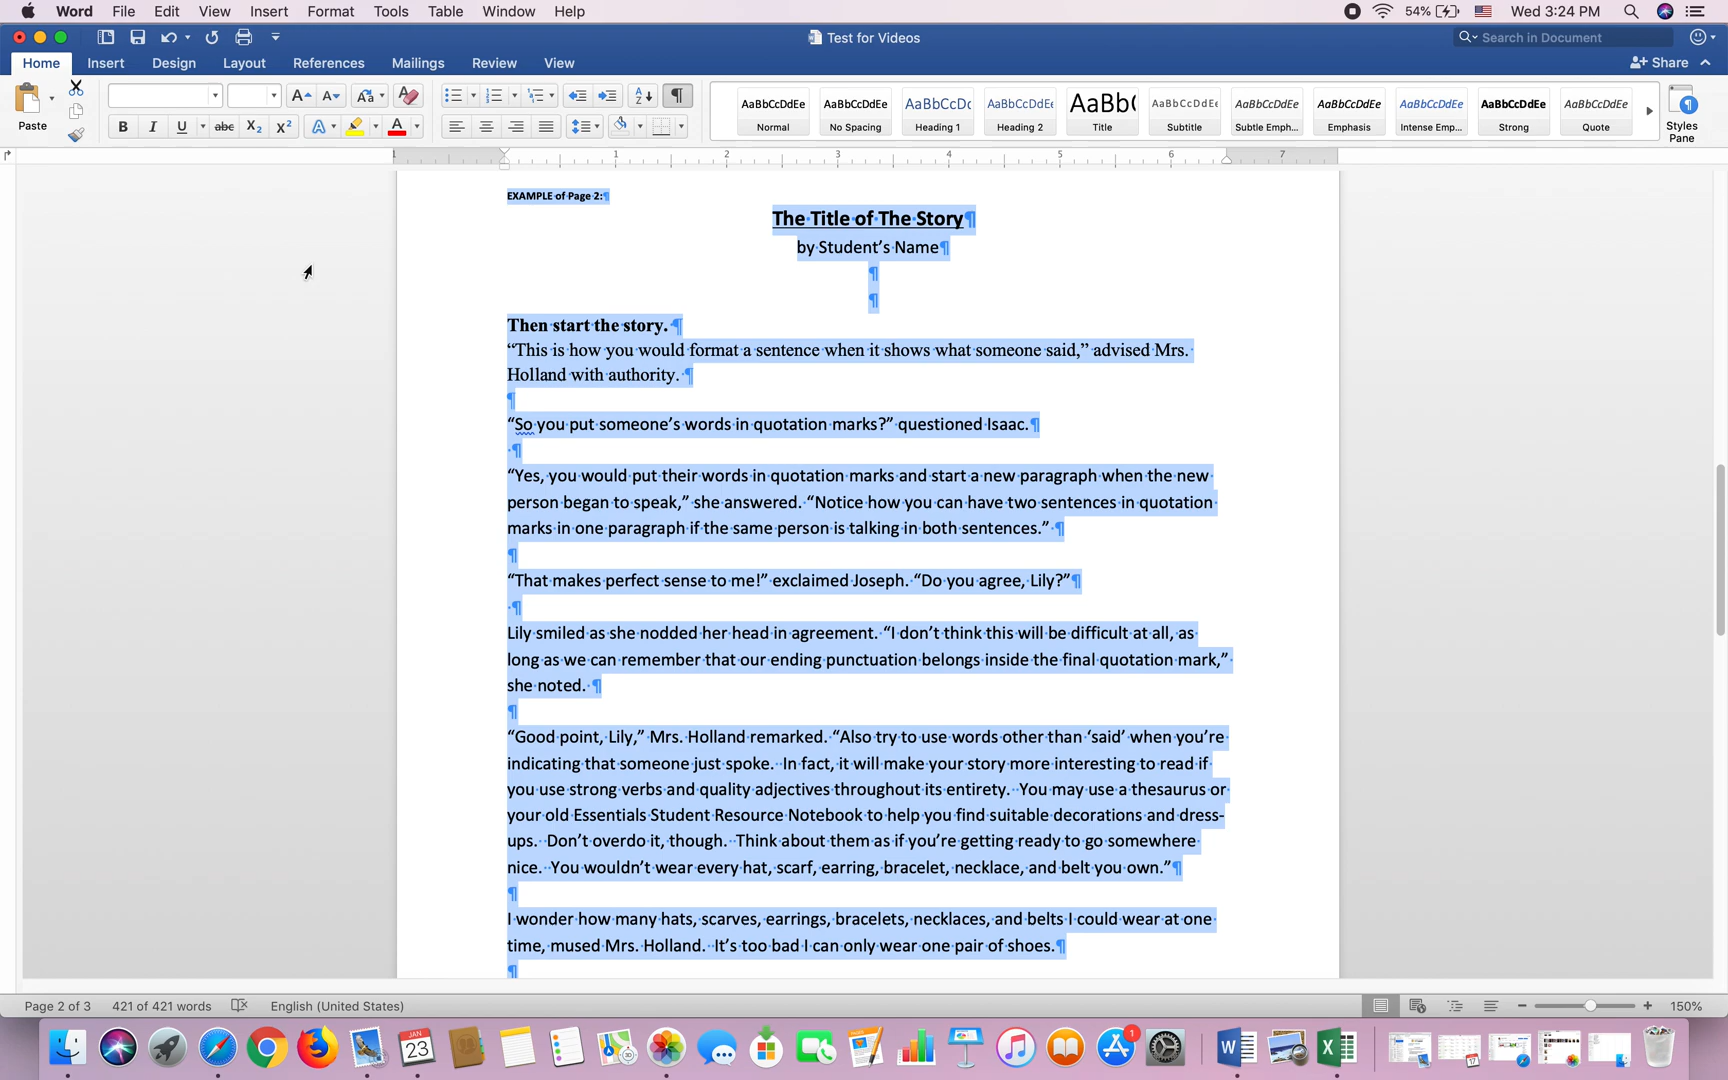 Word File Edit View Insert Format Tools Table Window Help 54% Wed 3:24 PM
Test for Videos Search in Document
Home Insert Design Layout References Mailings Review View Share
AaBbCcDdEe AaBbCcDdEe AaBbCcDc AaBbCcDdEe AaBb( AaBbCcDdEe AaBbCcDdEe AaBbCcDdEe AaBbCcDdEe AaBbCcDdEe AaBbCcDdEe
Paste B I U abc X₂ X² A A Normal No Spacing Heading 1 Heading 2 Title Subtitle Subtle Emph... Emphasis Intense Emp... Strong Quote Styles Pane
1 1 2 3 4 5 6 7
EXAMPLE of Page 2:¶
The Title of The Story¶
by Student’s Name¶
¶
¶
Then start the story. ¶
“This is how you would format a sentence when it shows what someone said,” advised Mrs.
Holland with authority. ¶
¶
“So you put someone’s words in quotation marks?” questioned Isaac.¶
¶
“Yes, you would put their words in quotation marks and start a new paragraph when the new
person began to speak,” she answered. “Notice how you can have two sentences in quotation
marks in one paragraph if the same person is talking in both sentences.” ¶
¶
“That makes perfect sense to me!” exclaimed Joseph. “Do you agree, Lily?”¶
¶
Lily smiled as she nodded her head in agreement. “I don’t think this will be difficult at all, as
long as we can remember that our ending punctuation belongs inside the final quotation mark,”
she noted. ¶
¶
“Good point, Lily,” Mrs. Holland remarked. “Also try to use words other than ‘said’ when you’re
indicating that someone just spoke. In fact, it will make your story more interesting to read if
you use strong verbs and quality adjectives throughout its entirety. You may use a thesaurus or
your old Essentials Student Resource Notebook to help you find suitable decorations and dress-
ups. Don’t overdo it, though. Think about them as if you’re getting ready to go somewhere
nice. You wouldn’t wear every hat, scarf, earring, bracelet, necklace, and belt you own.”¶
¶
I wonder how many hats, scarves, earrings, bracelets, necklaces, and belts I could wear at one
time, mused Mrs. Holland. It’s too bad I can only wear one pair of shoes.¶
¶
Page 2 of 3 421 of 421 words English (United States) 150%
JAN
23
1